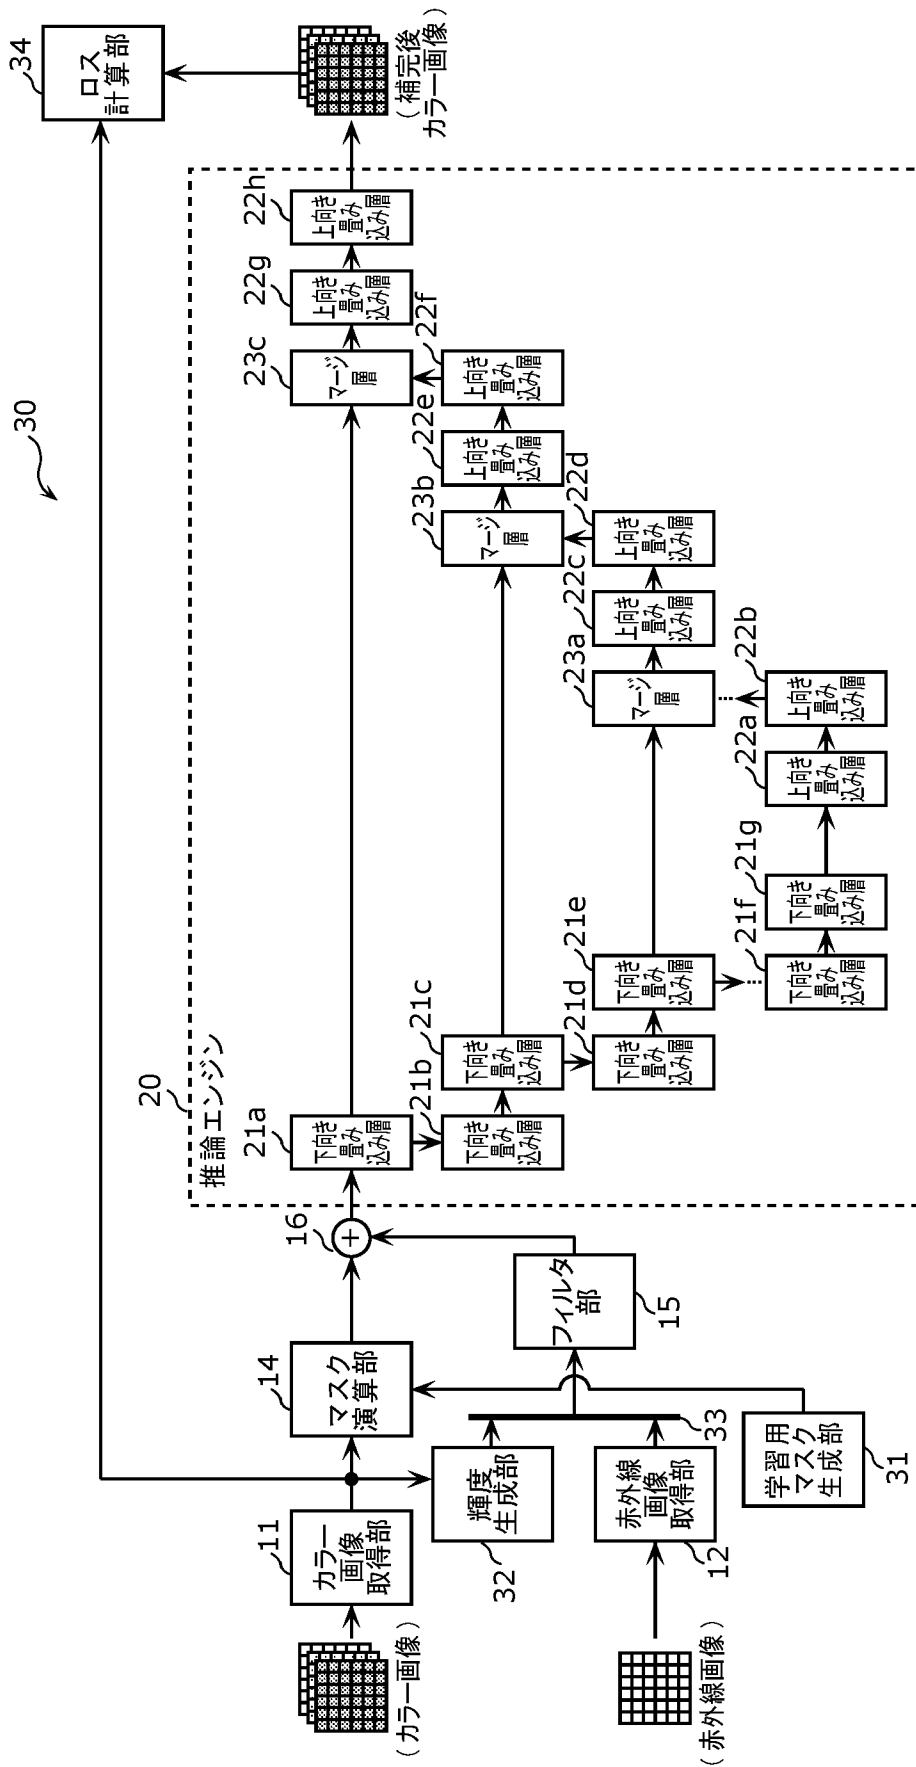 30
34
ロス
計算部
(補完後
カラー画像)
20
推論エンジン
(カラー画像)
11
カラー
画像
取得部
14
マスク
演算部
16
+
21a
下向き
畳み
込み層
23c
マージ
層
22g
上向き
畳み
込み層
22h
上向き
畳み
込み層
32
輝度
生成部
21b
下向き
畳み
込み層
21c
下向き
畳み
込み層
23b
マージ
層
22e
上向き
畳み
込み層
22f
上向き
畳み
込み層
(赤外線画像)
12
赤外線
画像
取得部
33
フィルタ
部
15
21d
下向き
畳み
込み層
21e
下向き
畳み
込み層
23a
マージ
層
22c
上向き
畳み
込み層
22d
上向き
畳み
込み層
学習用
マスク
生成部
31
21f
下向き
畳み
込み層
21g
下向き
畳み
込み層
22a
上向き
畳み
込み層
22b
上向き
畳み
込み層